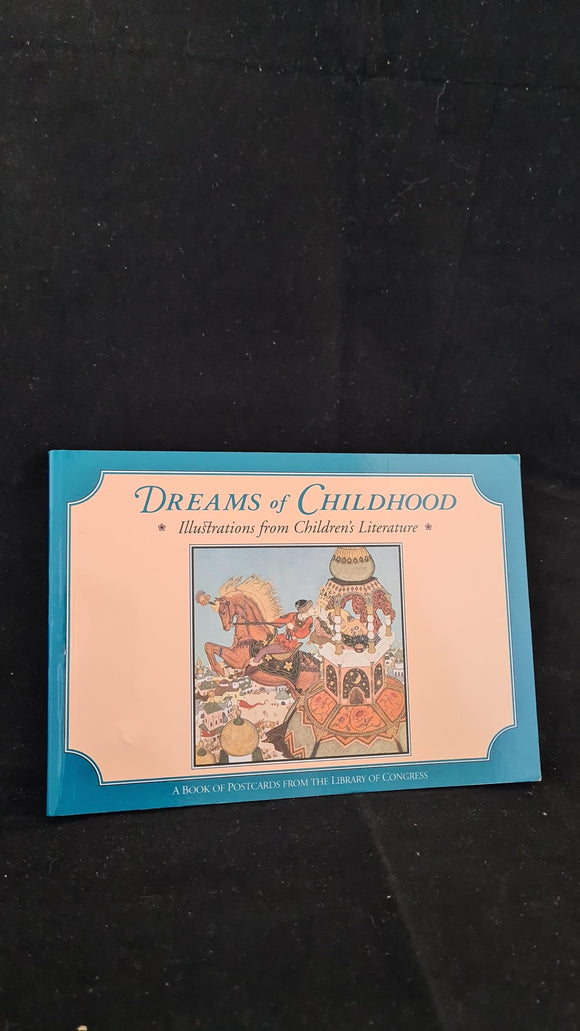 DREAMS of CHILDHOOD
Illustrations from Children's Literature
A BOOK OF POSTCARDS FROM THE LIBRARY OF CONGRESS